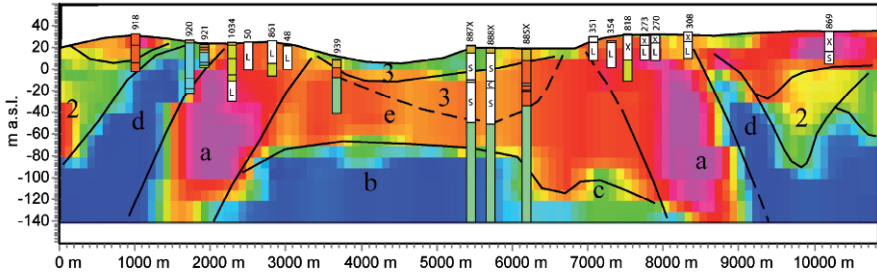 918 920 921 1034 50 861 48 939 887X 888X 885X 351 354 818 273 270 308 869
m a.s.l.
60
40
20
0
-20
-40
-60
-80
-100
-120
-140
L L L S S S S L L X L X L X L X L X S
2 d a 3 3 e b c a d 2
0 m 1000 m 2000 m 3000 m 4000 m 5000 m 6000 m 7000 m 8000 m 9000 m 10000 m